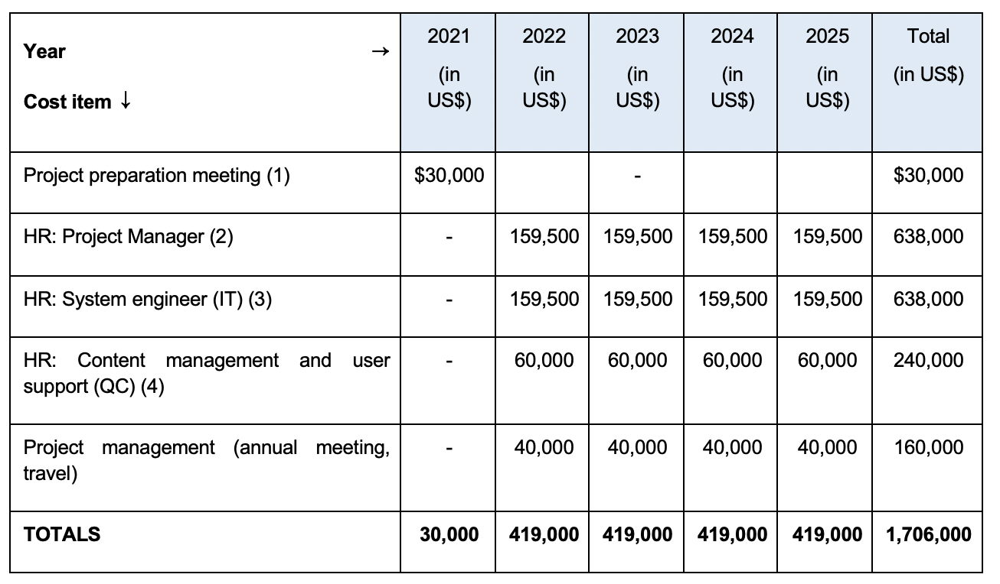 Year → 2021 2022 2023 2024 2025 Total
(in (in (in (in (in (in US$)
Cost item ↓ US$) US$) US$) US$) US$)
Project preparation meeting (1) $30,000 - $30,000
HR: Project Manager (2) - 159,500 159,500 159,500 159,500 638,000
HR: System engineer (IT) (3) - 159,500 159,500 159,500 159,500 638,000
HR: Content management and user - 60,000 60,000 60,000 60,000 240,000
support (QC) (4)
Project management (annual meeting, - 40,000 40,000 40,000 40,000 160,000
travel)
TOTALS 30,000 419,000 419,000 419,000 419,000 1,706,000